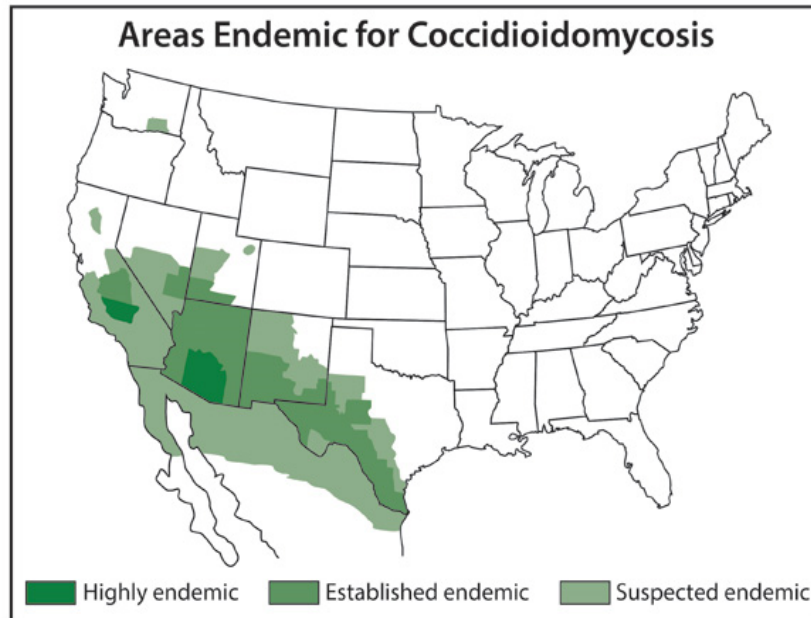 Areas Endemic for Coccidioidomycosis
Highly endemic Established endemic Suspected endemic